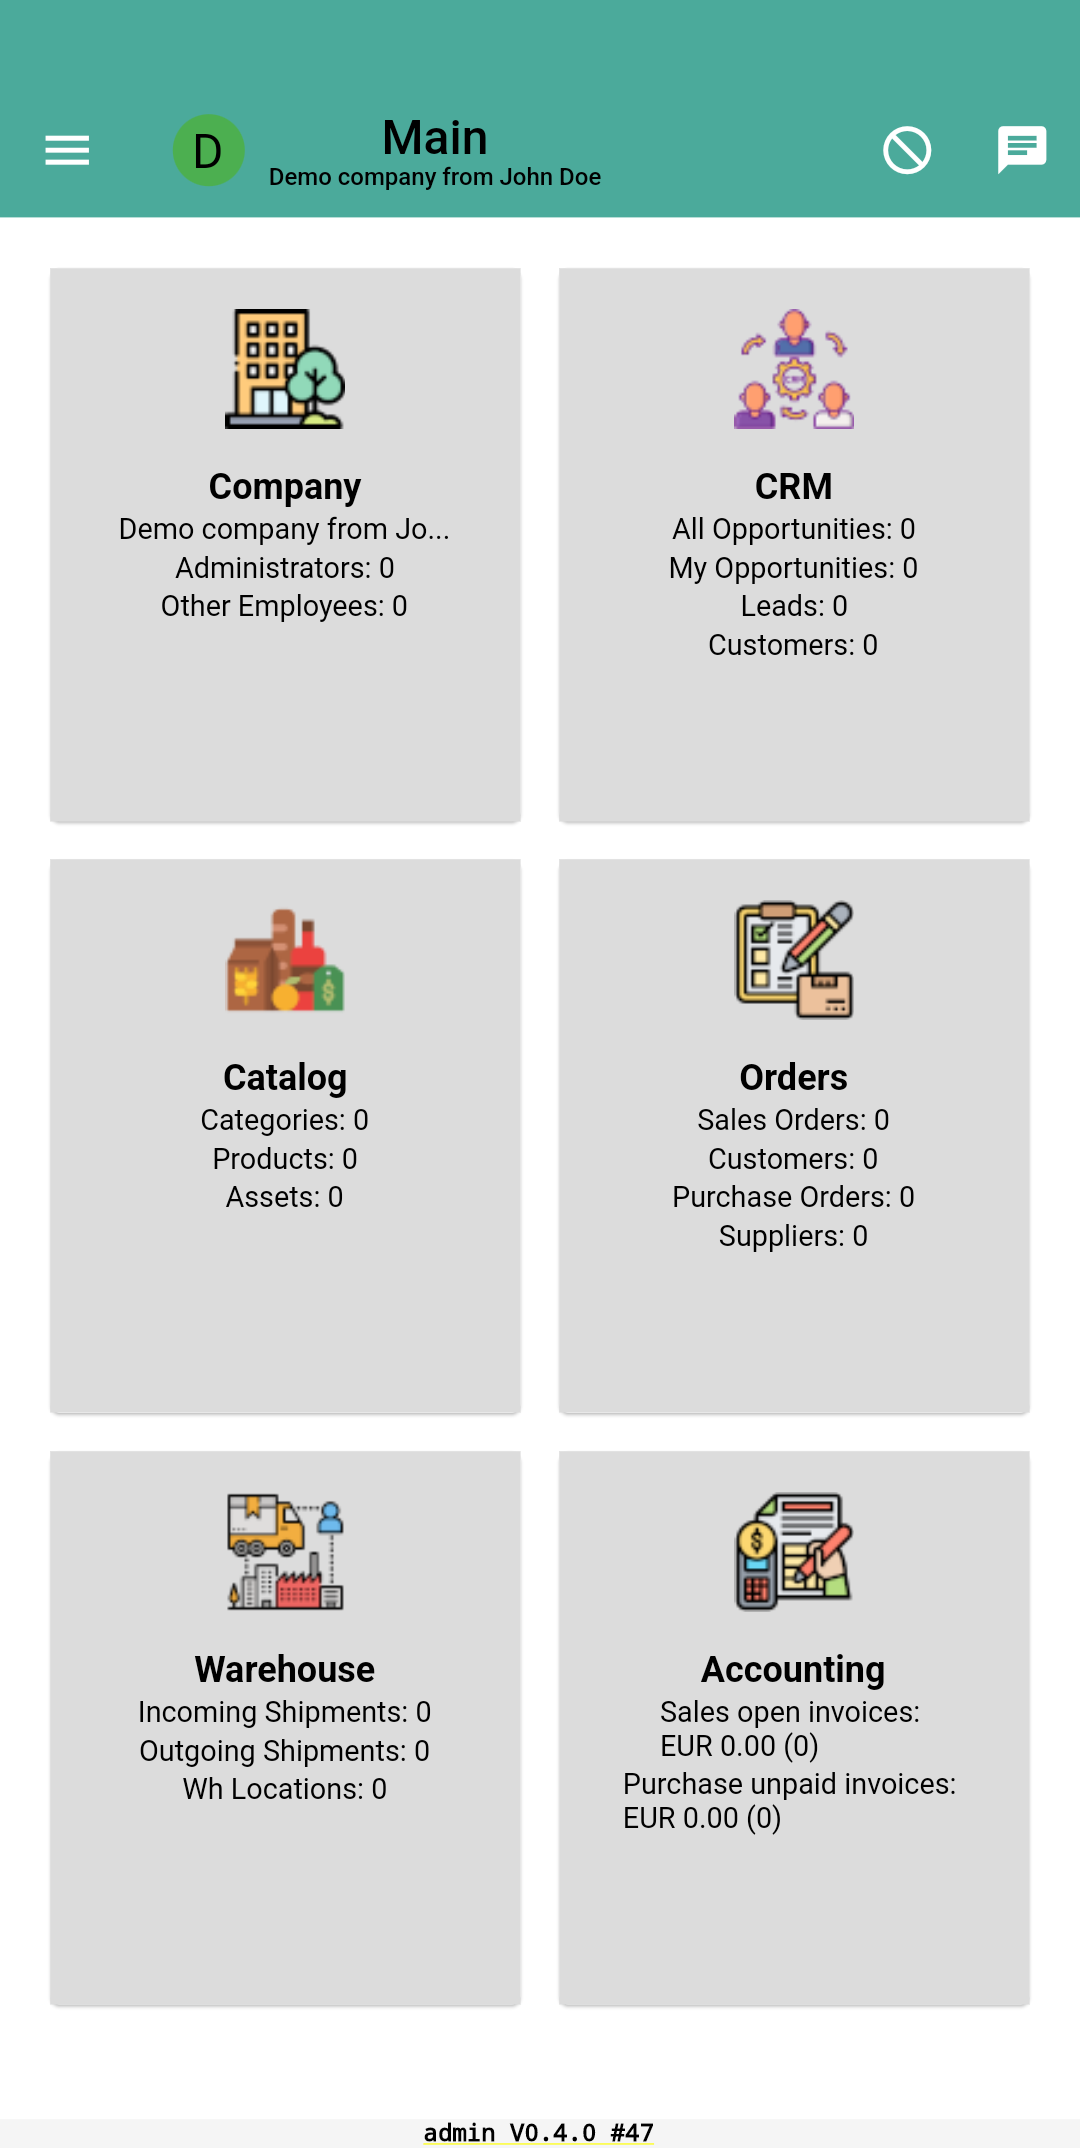 D
Main
Demo company from John Doe
Company
Demo company from Jo...
Administrators: 0
Other Employees: 0
CRM
CRM
All Opportunities: 0
My Opportunities: 0
Leads: 0
Customers: 0
Catalog
Categories: 0
Products: 0
Assets: 0
Orders
Sales Orders: 0
Customers: 0
Purchase Orders: 0
Suppliers: 0
Warehouse
Incoming Shipments: 0
Outgoing Shipments: 0
Wh Locations: 0
Accounting
Sales open invoices:
EUR 0.00 (0)
Purchase unpaid invoices:
EUR 0.00 (0)
admin V0.4.0 #47